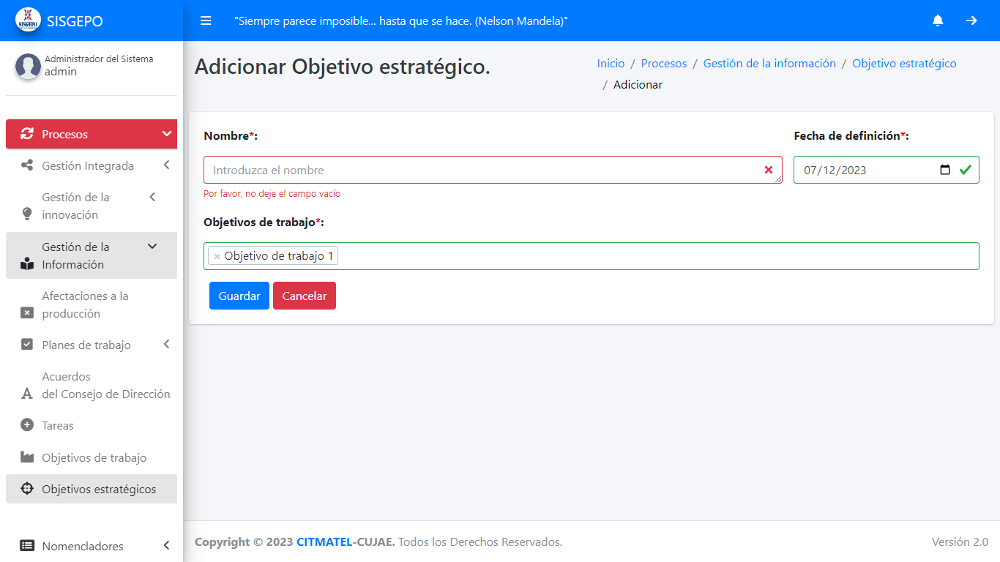 SISGEPO
SISGEPO
"Siempre parece imposible... hasta que se hace. (Nelson Mandela)"
Administrador del Sistema
admin
Procesos
Gestión Integrada
Gestión de la
innovación
Gestión de la
Información
Afectaciones a la
producción
Planes de trabajo
Acuerdos
del Consejo de Dirección
Tareas
Objetivos de trabajo
Objetivos estratégicos
Nomencladores
Adicionar Objetivo estratégico.
Inicio / Procesos / Gestión de la información / Objetivo estratégico
/ Adicionar
Nombre*:
Fecha de definición*:
Introduzca el nombre
07/12/2023
Por favor, no deje el campo vacío
Objetivos de trabajo*:
× Objetivo de trabajo 1
Guardar
Cancelar
Copyright © 2023 CITMATEL-CUJAE. Todos los Derechos Reservados.
Versión 2.0